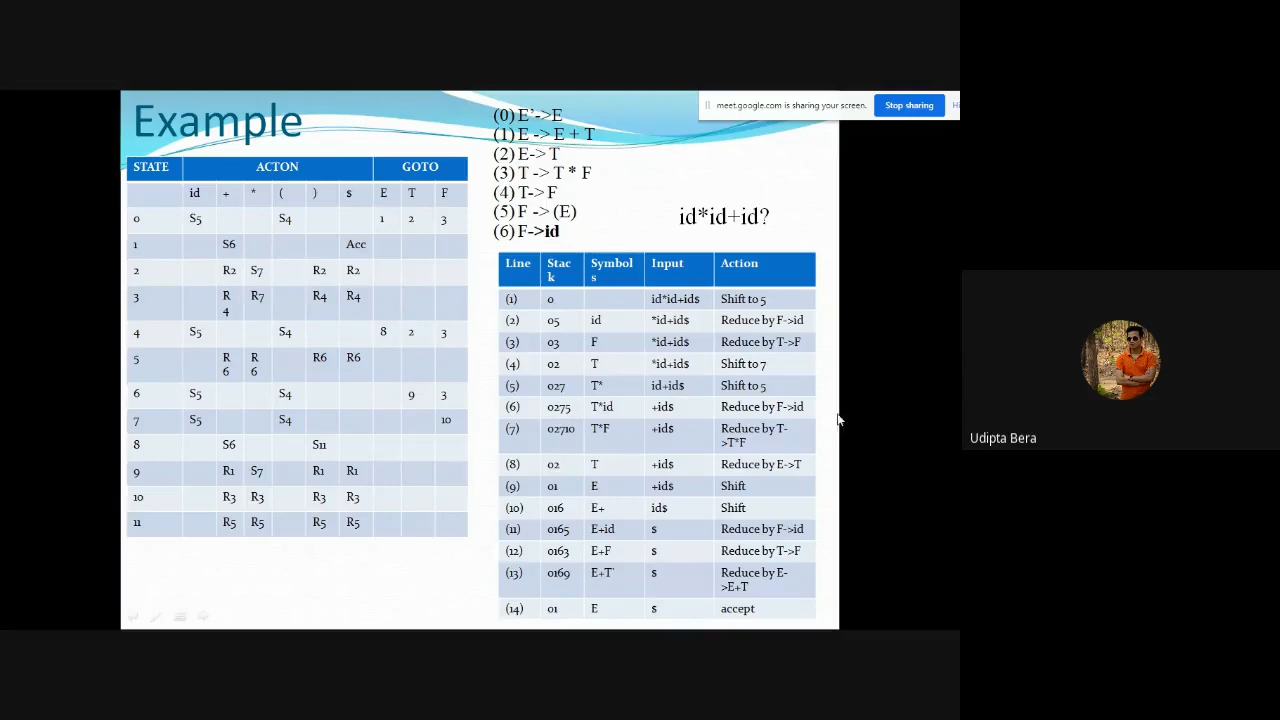 Example
meet.google.com is sharing your screen. Stop sharing Hi
(0) E'->E
(1) E -> E + T
(2) E-> T
(3) T -> T * F
(4) T-> F
(5) F -> (E)
(6) F->id
id*id+id?
STATE ACTON GOTO
id + * ( ) $ E T F
0 S5 S4 1 2 3
1 S6 Acc
2 R2 S7 R2 R2
3 R4 R7 R4 R4
4 S5 S4 8 2 3
5 R6 R6 R6 R6
6 S5 S4 9 3
7 S5 S4 10
8 S6 S11
9 R1 S7 R1 R1
10 R3 R3 R3 R3
11 R5 R5 R5 R5
Line Stack Symbols Input Action
(1) 0 id*id+id$ Shift to 5
(2) 05 id *id+id$ Reduce by F->id
(3) 03 F *id+id$ Reduce by T->F
(4) 02 T *id+id$ Shift to 7
(5) 027 T* id+id$ Shift to 5
(6) 0275 T*id +id$ Reduce by F->id
(7) 02710 T*F +id$ Reduce by T->T*F
(8) 02 T +id$ Reduce by E->T
(9) 01 E +id$ Shift
(10) 016 E+ id$ Shift
(11) 0165 E+id $ Reduce by F->id
(12) 0163 E+F $ Reduce by T->F
(13) 0169 E+T` $ Reduce by E->E+T
(14) 01 E $ accept
Udipta Bera